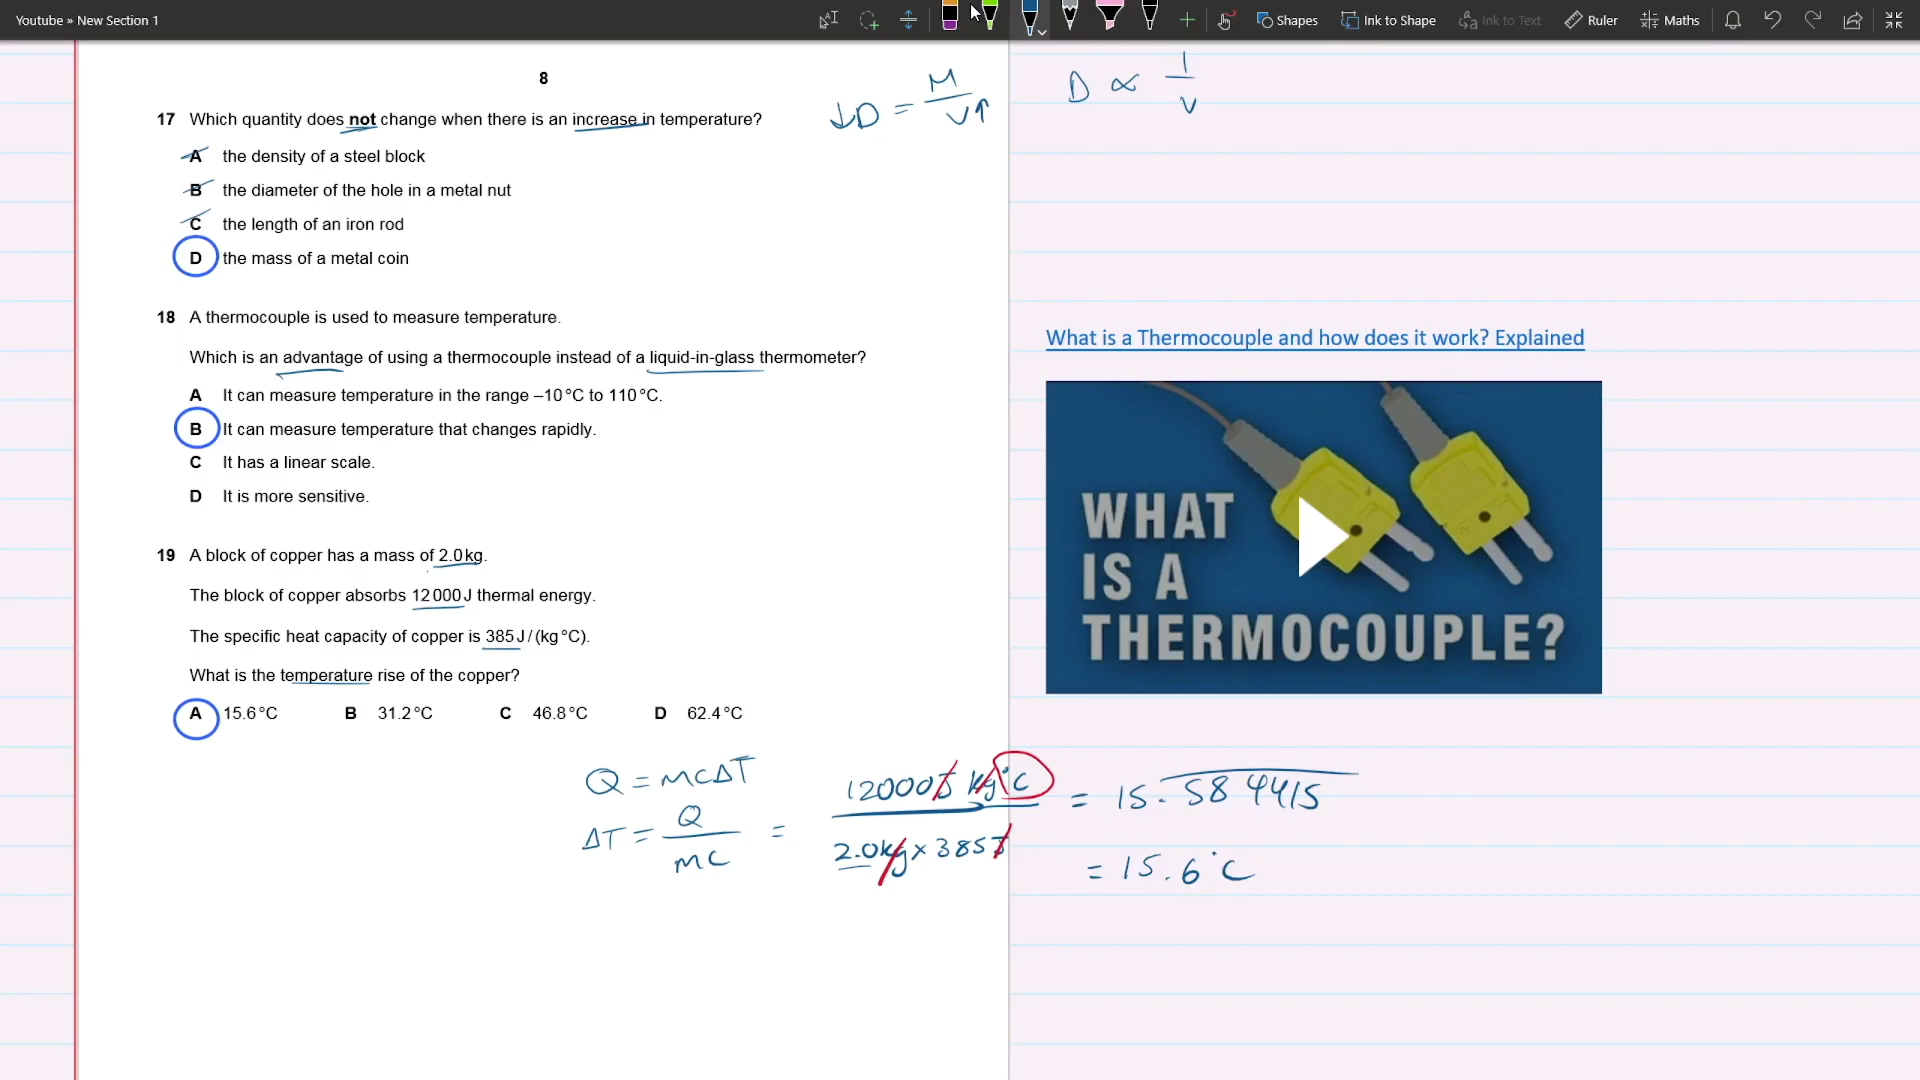 Youtube » New Section 1
Shapes
Ink to Shape
Ink to Text
Ruler
Maths
8
17 Which quantity does not change when there is an increase in temperature?
A the density of a steel block
B the diameter of the hole in a metal nut
C the length of an iron rod
D the mass of a metal coin
↓D = M / V↑
D ∝ 1 / V
18 A thermocouple is used to measure temperature.
Which is an advantage of using a thermocouple instead of a liquid-in-glass thermometer?
A It can measure temperature in the range –10 °C to 110 °C.
B It can measure temperature that changes rapidly.
C It has a linear scale.
D It is more sensitive.
What is a Thermocouple and how does it work? Explained
WHAT
IS A
THERMOCOUPLE?
19 A block of copper has a mass of 2.0 kg.
The block of copper absorbs 12 000 J thermal energy.
The specific heat capacity of copper is 385 J / (kg °C).
What is the temperature rise of the copper?
A 15.6 °C B 31.2 °C C 46.8 °C D 62.4 °C
Q = mcΔT
ΔT = Q / mc = 12000J kg°C / 2.0kg × 385J = 15.584415
= 15.6°C